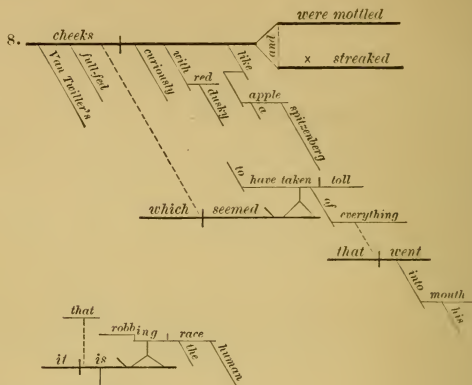 8.
cheeks
were mottled
and
x streaked
Van Twiller's
full-fed
curiously
with
red
dusky
like
apple
a
spitzenberg
to have taken toll
which seemed
of
everything
that went
into
mouth
his
that
robbing race
the
human
it is